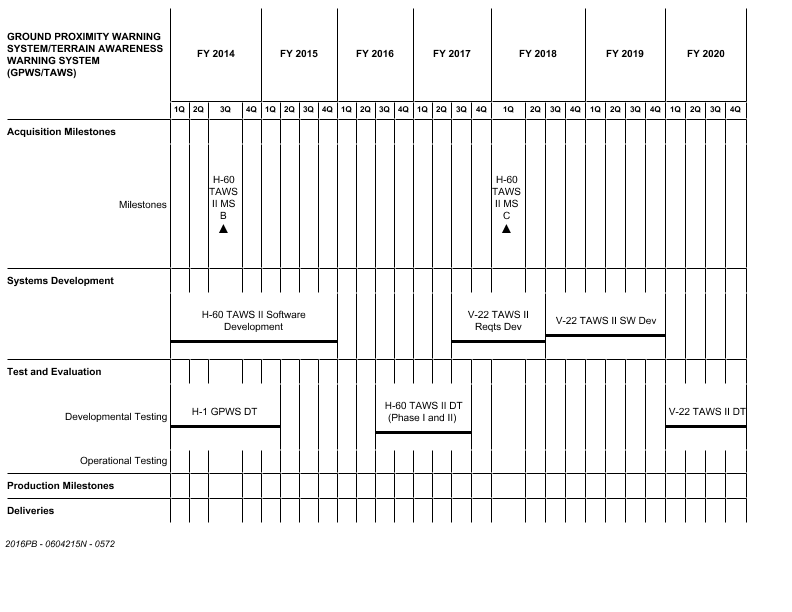 GROUND PROXIMITY WARNING
SYSTEM/TERRAIN AWARENESS
WARNING SYSTEM
(GPWS/TAWS)
FY 2014 FY 2015 FY 2016 FY 2017 FY 2018 FY 2019 FY 2020
1Q 2Q 3Q 4Q 1Q 2Q 3Q 4Q 1Q 2Q 3Q 4Q 1Q 2Q 3Q 4Q 1Q 2Q 3Q 4Q 1Q 2Q 3Q 4Q 1Q 2Q 3Q 4Q
Acquisition Milestones
Milestones
H-60
TAWS
II MS
B
H-60
TAWS
II MS
C
Systems Development
H-60 TAWS II Software
Development
V-22 TAWS II
Reqts Dev
V-22 TAWS II SW Dev
Test and Evaluation
Developmental Testing
H-1 GPWS DT
H-60 TAWS II DT
(Phase I and II)
V-22 TAWS II DT
Operational Testing
Production Milestones
Deliveries
2016PB - 0604215N - 0572